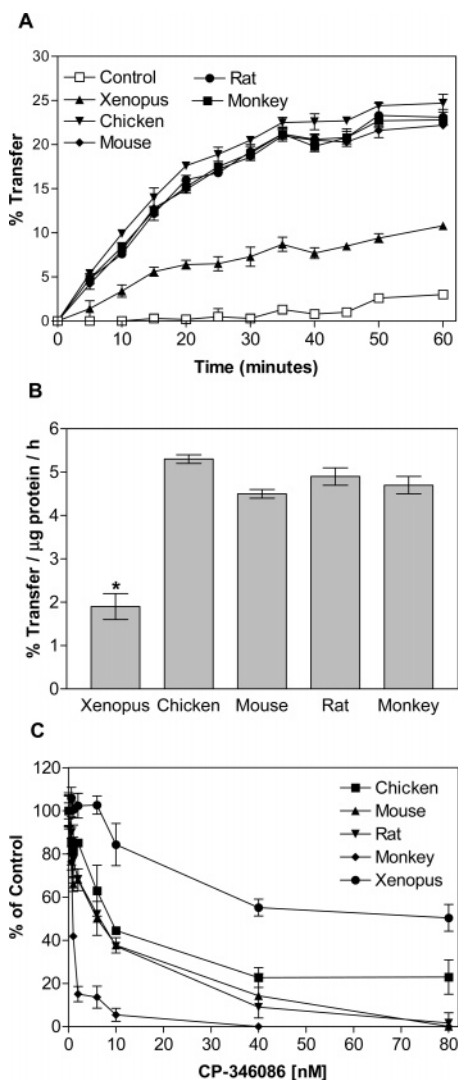 A
% Transfer
30
25
20
15
10
5
0
Control
Xenopus
Chicken
Mouse
Rat
Monkey
0 10 20 30 40 50 60
Time (minutes)
B
% Transfer / µg protein / h
6
5
4
3
2
1
0
*
Xenopus Chicken Mouse Rat Monkey
C
% of Control
120
100
80
60
40
20
0
Chicken
Mouse
Rat
Monkey
Xenopus
0 10 20 30 40 50 60 70 80
CP-346086 [nM]